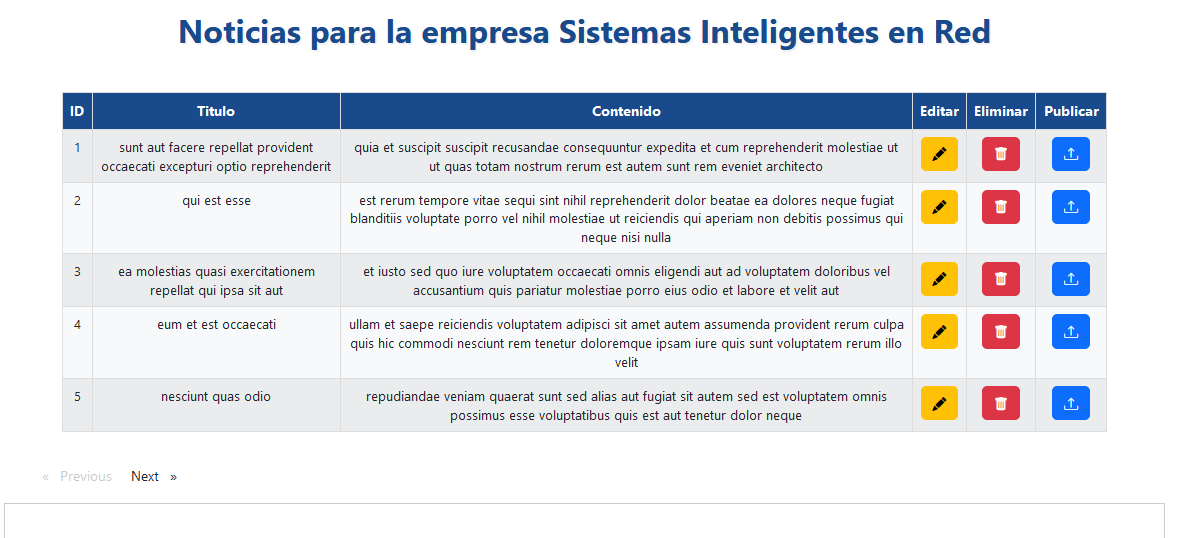 Noticias para la empresa Sistemas Inteligentes en Red
ID Titulo Contenido Editar Eliminar Publicar
1 sunt aut facere repellat provident quia et suscipit suscipit recusandae consequuntur expedita et cum reprehenderit molestiae ut
occaecati excepturi optio reprehenderit ut quas totam nostrum rerum est autem sunt rem eveniet architecto
2 qui est esse est rerum tempore vitae sequi sint nihil reprehenderit dolor beatae ea dolores neque fugiat
blanditiis voluptate porro vel nihil molestiae ut reiciendis qui aperiam non debitis possimus qui
neque nisi nulla
3 ea molestias quasi exercitationem et iusto sed quo iure voluptatem occaecati omnis eligendi aut ad voluptatem doloribus vel
repellat qui ipsa sit aut accusantium quis pariatur molestiae porro eius odio et labore et velit aut
4 eum et est occaecati ullam et saepe reiciendis voluptatem adipisci sit amet autem assumenda provident rerum culpa
quis hic commodi nesciunt rem tenetur doloremque ipsam iure quis sunt voluptatem rerum illo
velit
5 nesciunt quas odio repudiandae veniam quaerat sunt sed alias aut fugiat sit autem sed est voluptatem omnis
possimus esse voluptatibus quis est aut tenetur dolor neque
« Previous Next »